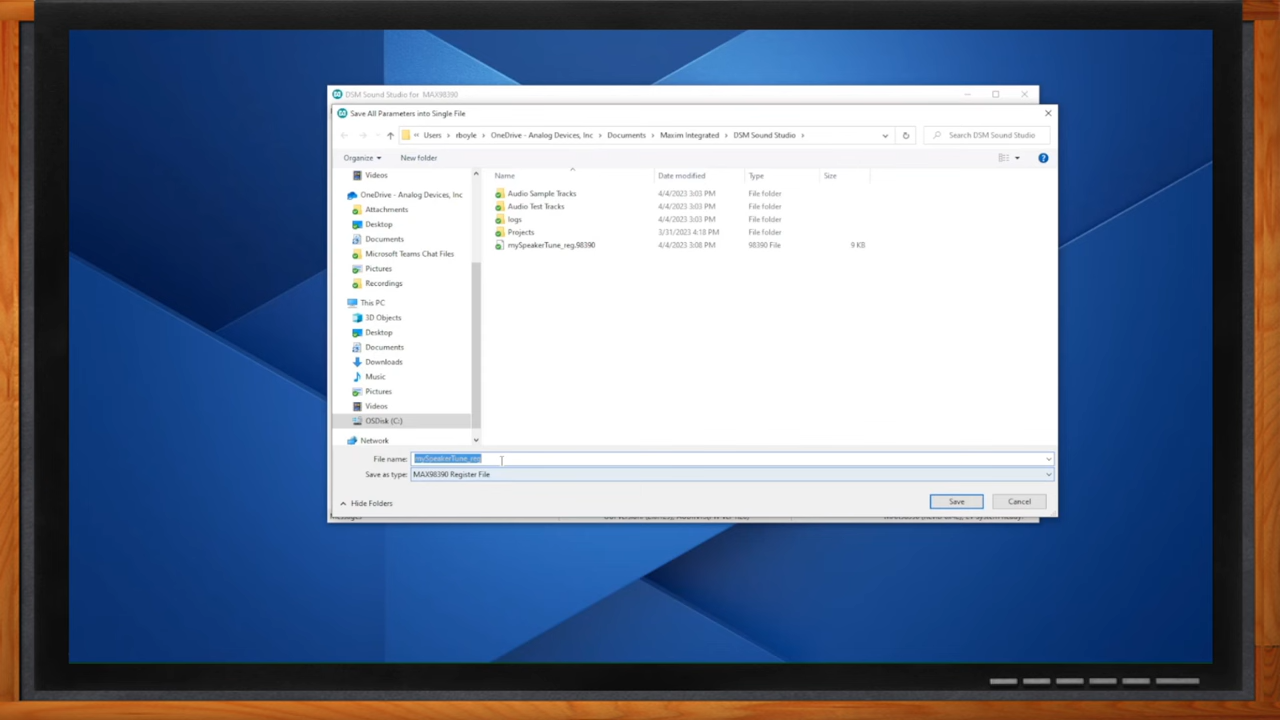 DSM Sound Studio for MAX98390
Save All Parameters into Single File
« Users › rboyle › OneDrive - Analog Devices, Inc › Documents › Maxim Integrated › DSM Sound Studio ›
Search DSM Sound Studio
Organize
New folder
Name
Date modified
Type
Size
Videos
OneDrive - Analog Devices, Inc
Attachments
Desktop
Documents
Microsoft Teams Chat Files
Pictures
Recordings
This PC
3D Objects
Desktop
Documents
Downloads
Music
Pictures
Videos
OSDisk (C:)
Network
Audio Sample Tracks 4/4/2023 3:03 PM File folder
Audio Test Tracks 4/4/2023 3:03 PM File folder
logs 4/4/2023 3:03 PM File folder
Projects 3/31/2023 4:18 PM File folder
mySpeakerTune_reg.98390 4/4/2023 3:08 PM 98390 File 9 KB
File name: mySpeakerTune_reg
Save as type: MAX98390 Register File
Hide Folders
Save
Cancel